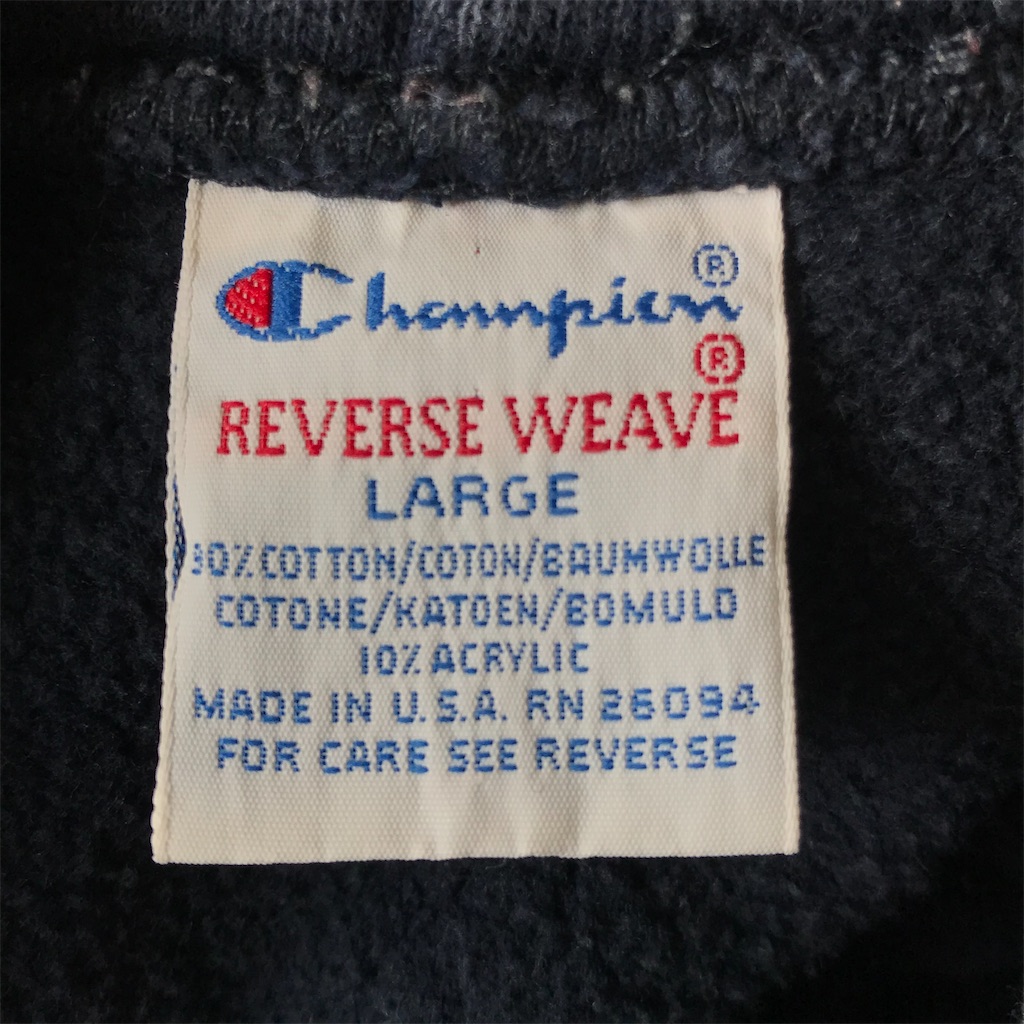 Champion ®
®
REVERSE WEAVE
LARGE
90% COTTON/COTON/BAUMWOLLE
COTONE/KATOEN/BOMULD
10% ACRYLIC
MADE IN U.S.A. RN 26094
FOR CARE SEE REVERSE